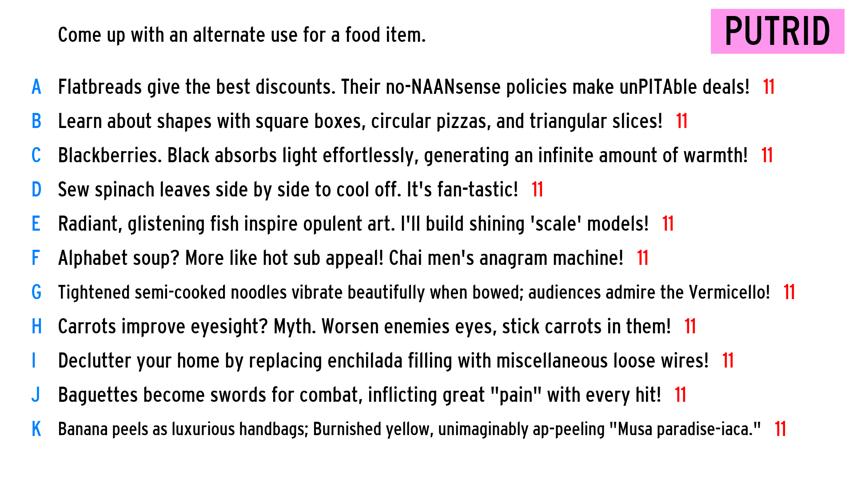 Come up with an alternate use for a food item.
PUTRID
A Flatbreads give the best discounts. Their no-NAANsense policies make unPITAble deals! 11
B Learn about shapes with square boxes, circular pizzas, and triangular slices! 11
C Blackberries. Black absorbs light effortlessly, generating an infinite amount of warmth! 11
D Sew spinach leaves side by side to cool off. It's fan-tastic! 11
E Radiant, glistening fish inspire opulent art. I'll build shining 'scale' models! 11
F Alphabet soup? More like hot sub appeal! Chai men's anagram machine! 11
G Tightened semi-cooked noodles vibrate beautifully when bowed; audiences admire the Vermicello! 11
H Carrots improve eyesight? Myth. Worsen enemies eyes, stick carrots in them! 11
I Declutter your home by replacing enchilada filling with miscellaneous loose wires! 11
J Baguettes become swords for combat, inflicting great "pain" with every hit! 11
K Banana peels as luxurious handbags; Burnished yellow, unimaginably ap-peeling "Musa paradise-iaca." 11